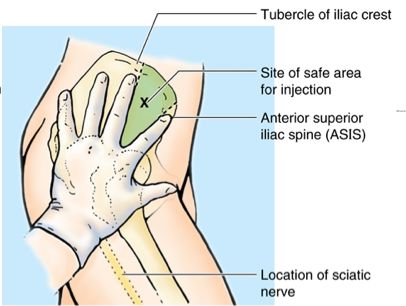 Tubercle of iliac crest
Site of safe area
for injection
X
Anterior superior
iliac spine (ASIS)
Location of sciatic
nerve